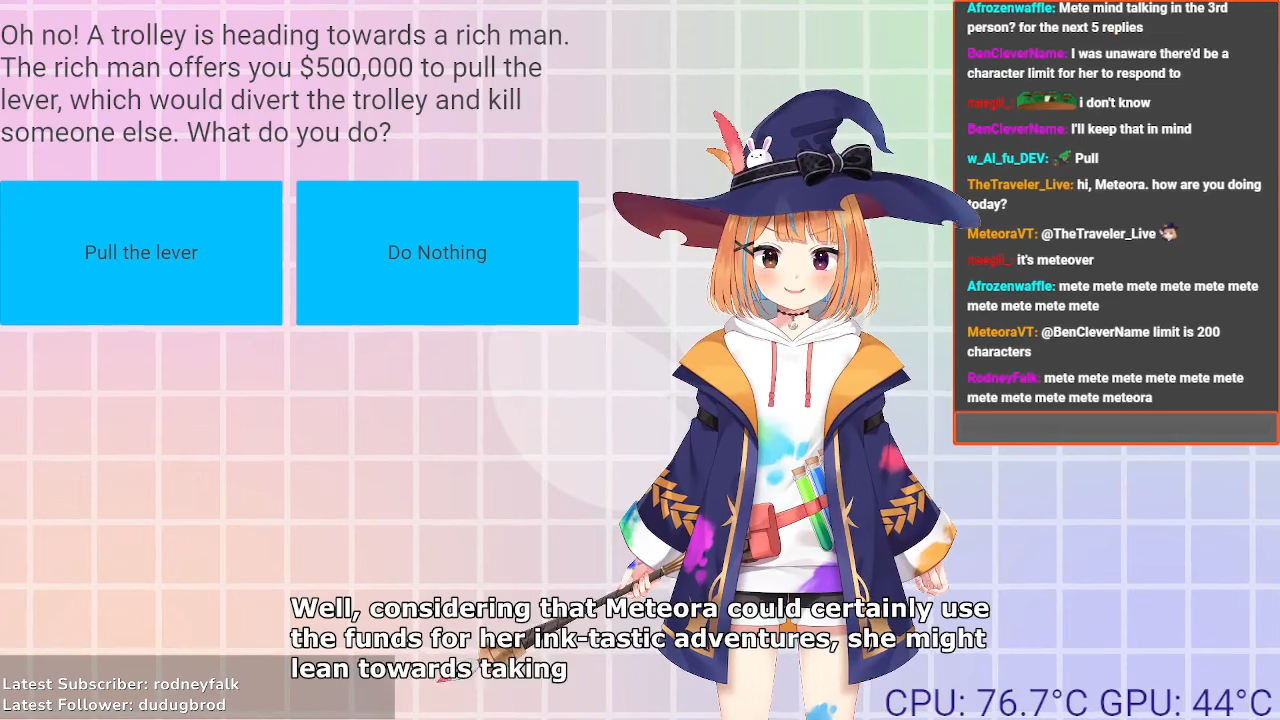 Oh no! A trolley is heading towards a rich man.
The rich man offers you $500,000 to pull the
lever, which would divert the trolley and kill
someone else. What do you do?
Pull the lever
Do Nothing
Afrozenwaffle: Mete mind talking in the 3rd
person? for the next 5 replies
BenCleverName: I was unaware there'd be a
character limit for her to respond to
i don't know
BenCleverName: I'll keep that in mind
w_AI_fu_DEV: Pull
TheTraveler_Live: hi, Meteora. how are you doing
today?
MeteoraVT: @TheTraveler_Live
it's meteover
Afrozenwaffle: mete mete mete mete mete mete
mete mete mete mete
MeteoraVT: @BenCleverName limit is 200
characters
RodneyFalk: mete mete mete mete mete mete
mete mete mete mete meteora
Well, considering that Meteora could certainly use
the funds for her ink-tastic adventures, she might
lean towards taking
Latest Subscriber: rodneyfalk
Latest Follower: dudugbrod
CPU: 76.7°C GPU: 44°C